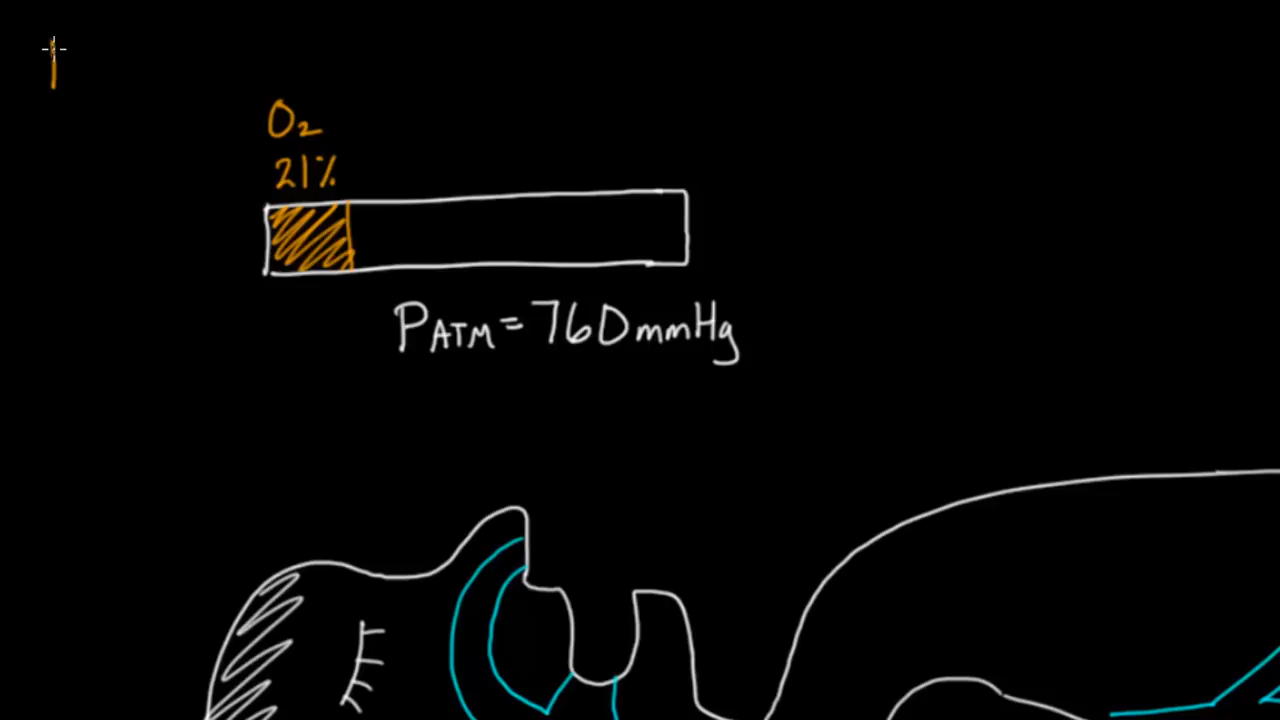 O₂
21%
PATM = 760mmHg